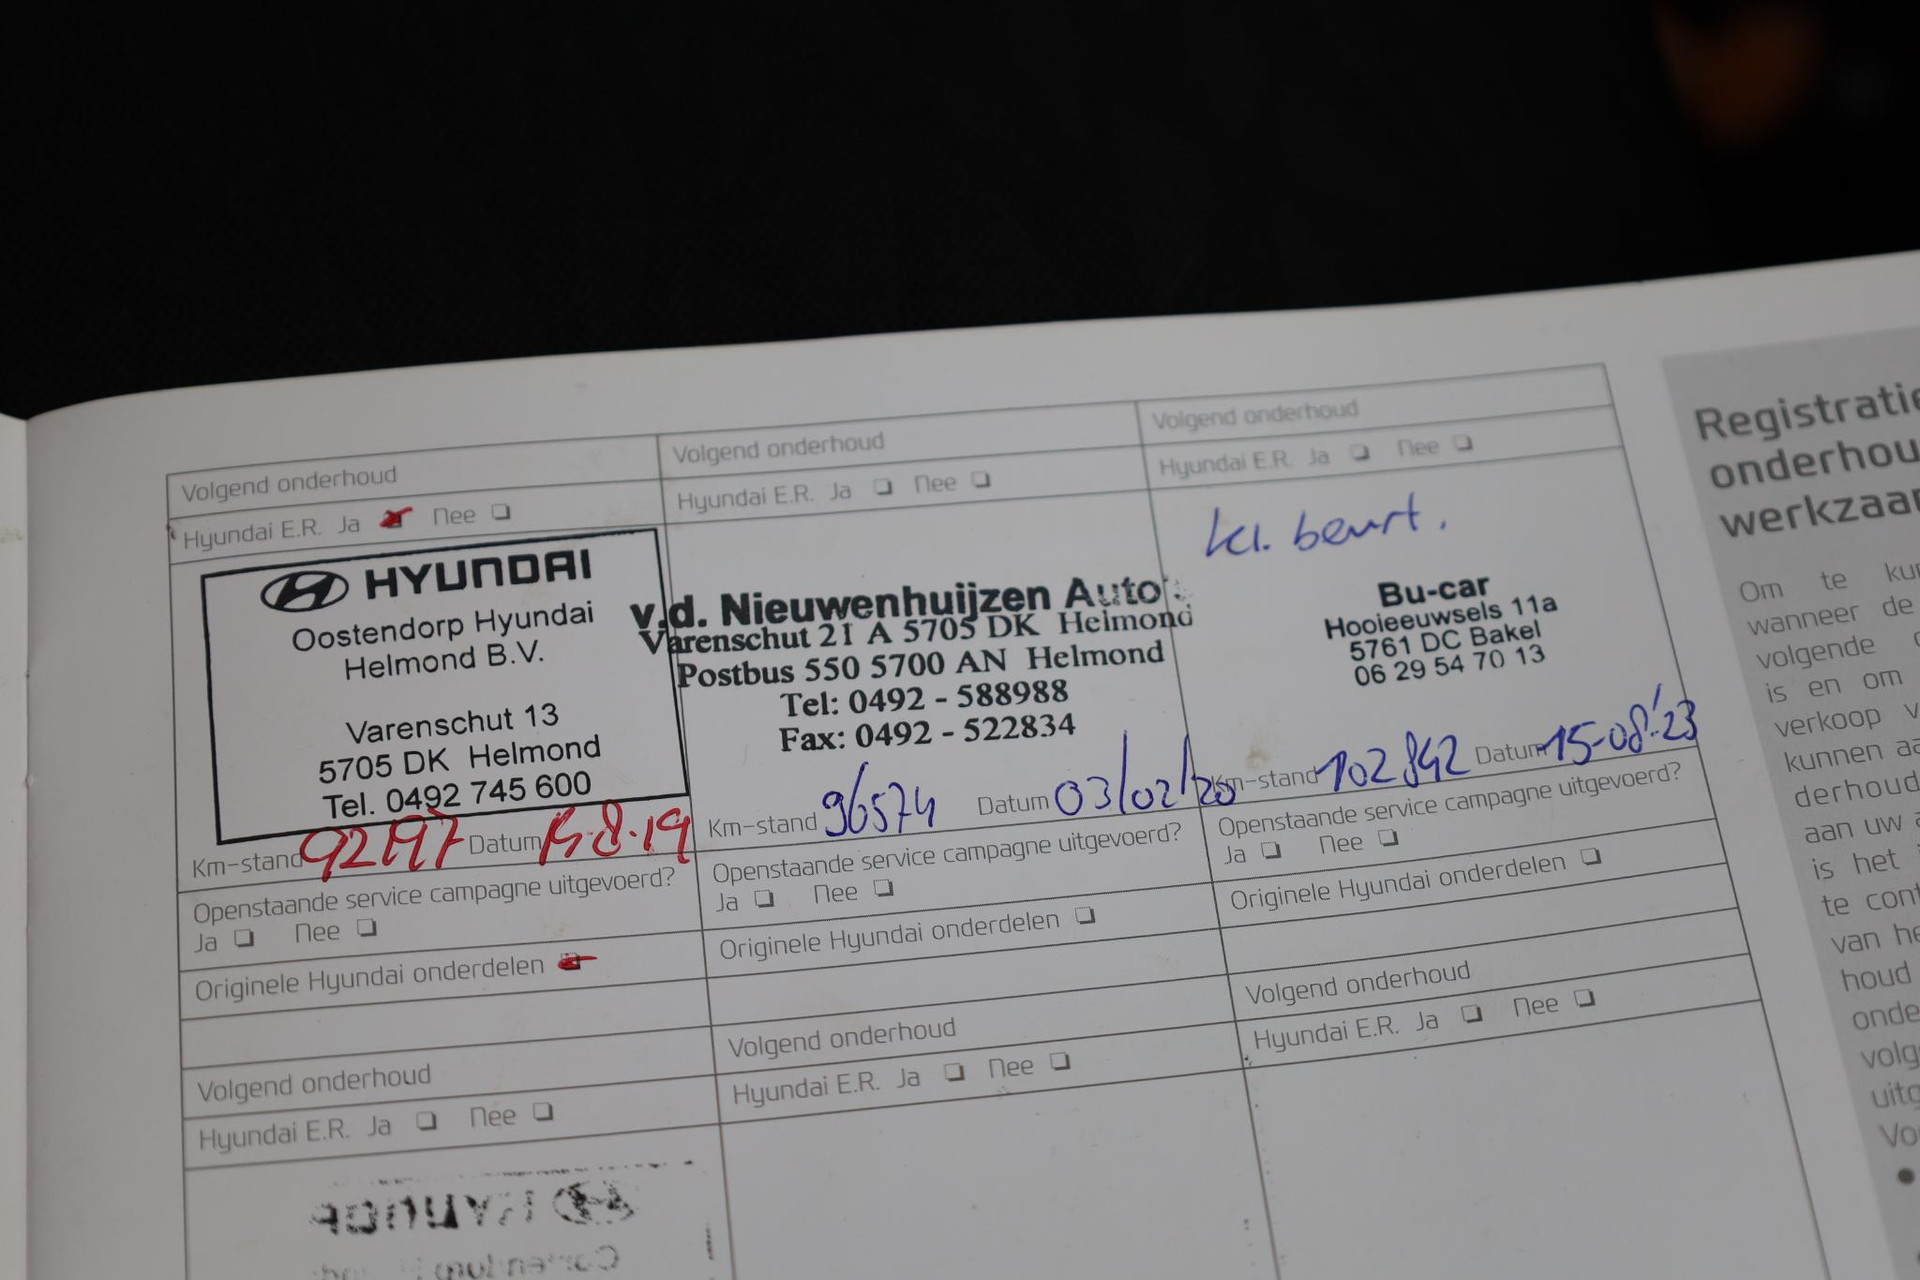 Volgend onderhoud
Hyundai E.R. Ja Nee
HYUNDAI
Oostendorp Hyundai
Helmond B.V.
Varenschut 13
5705 DK Helmond
Tel. 0492 745 600
Km-stand 92197 Datum 15-8-19
Openstaande service campagne uitgevoerd?
Ja Nee
Originele Hyundai onderdelen
Volgend onderhoud
Hyundai E.R. Ja Nee
Volgend onderhoud
Hyundai E.R. Ja Nee
v.d. Nieuwenhuijzen Auto's
Varenschut 21 A 5705 DK Helmond
Postbus 550 5700 AN Helmond
Tel: 0492 - 588988
Fax: 0492 - 522834
Km-stand 96574 Datum 03/02/20
Openstaande service campagne uitgevoerd?
Ja Nee
Originele Hyundai onderdelen
Volgend onderhoud
Hyundai E.R. Ja Nee
Volgend onderhoud
Hyundai E.R. Ja Nee
kl. beurt.
Bu-car
Hooieeuwsels 11a
5761 DC Bakel
06 29 54 70 13
Km-stand 102842 Datum 15-08-'23
Openstaande service campagne uitgevoerd?
Ja Nee
Originele Hyundai onderdelen
Volgend onderhoud
Hyundai E.R. Ja Nee
Registratie
onderhou
werkzaar
Om te ku
wanneer de
volgende
is en om
verkoop v
kunnen aa
derhoud
aan uw a
is het
te cont
van he
houd
onde
volg
uitg
Vo